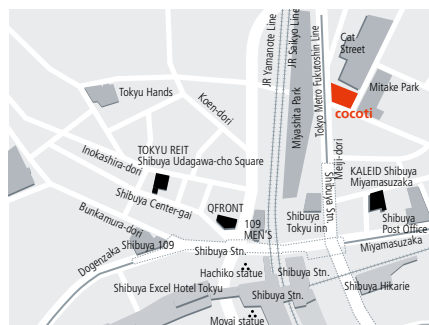 JR Yamanote Line
JR Saikyo Line
Tokyo Metro Fukutoshin Line
Cat
Street
Mitake Park
Tokyu Hands
Koen-dori
Miyashita Park
cocoti
Meiji-dori
Inokashira-dori
TOKYU REIT
Shibuya Udagawa-cho Square
KALEID Shibuya
Miyamasuzaka
Shibuya Stn.
Shibuya Center-gai
QFRONT
Bunkamura-dori
109
MEN'S
Shibuya
Tokyu inn
Shibuya
Post Office
Miyamasuzaka
Shibuya 109
Dogenzaka
Shibuya Stn.
Hachiko statue
Shibuya Stn.
Shibuya Excel Hotel Tokyu
Shibuya Stn.
Shibuya Hikarie
Moyai statue